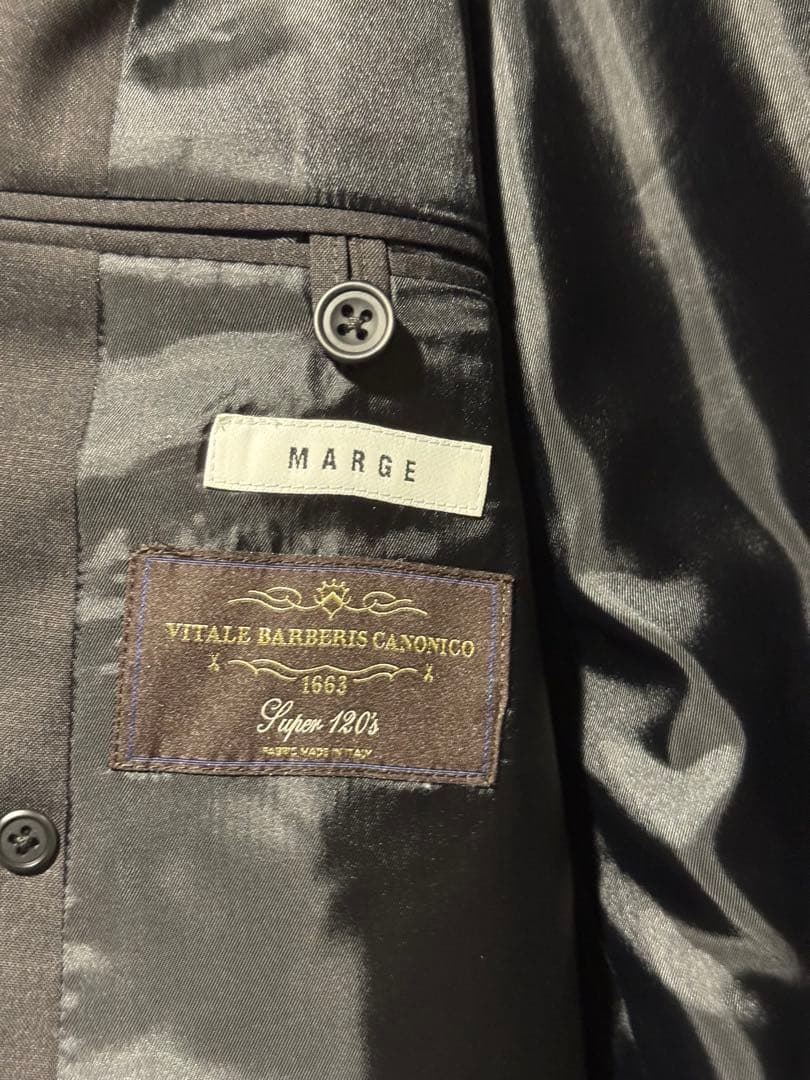 MARGE
VITALE BARBERIS CANONICO
1663
Super 120's
FABRIC MADE IN ITALY